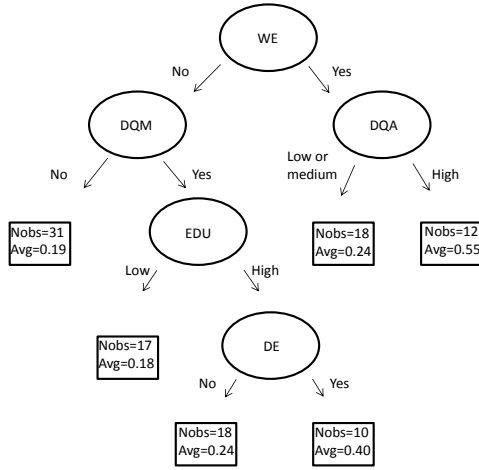 WE
No
Yes
DQM
DQA
No
Yes
Low or
medium
High
Nobs=31
Avg=0.19
EDU
Nobs=18
Avg=0.24
Nobs=12
Avg=0.55
Low
High
Nobs=17
Avg=0.18
DE
No
Yes
Nobs=18
Avg=0.24
Nobs=10
Avg=0.40